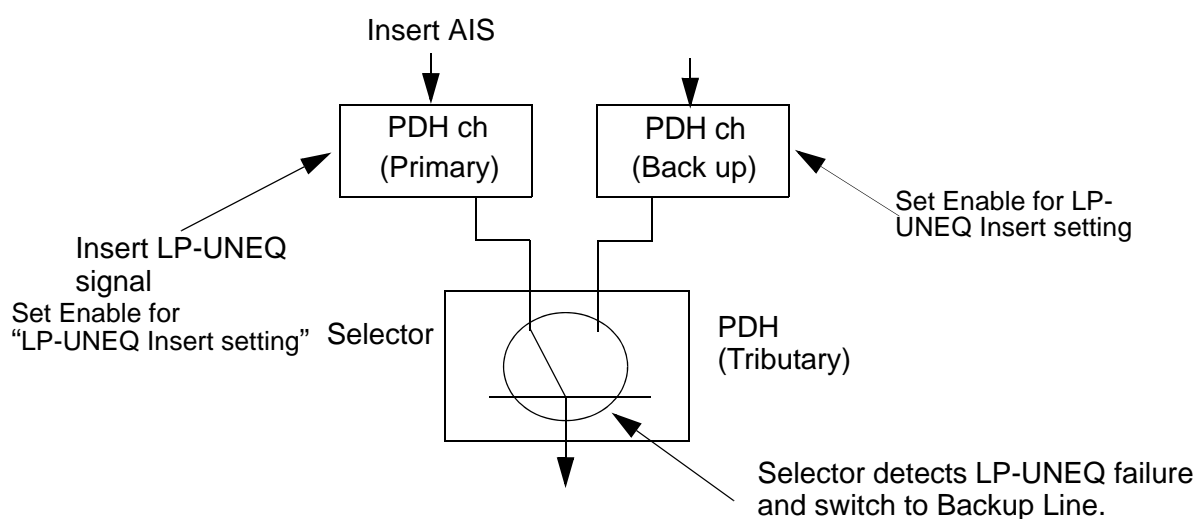 Insert AIS
PDH ch
(Primary)
PDH ch
(Back up)
Set Enable for LP-
UNEQ Insert setting
Insert LP-UNEQ
signal
Set Enable for
“LP-UNEQ Insert setting”
Selector
PDH
(Tributary)
Selector detects LP-UNEQ failure
and switch to Backup Line.